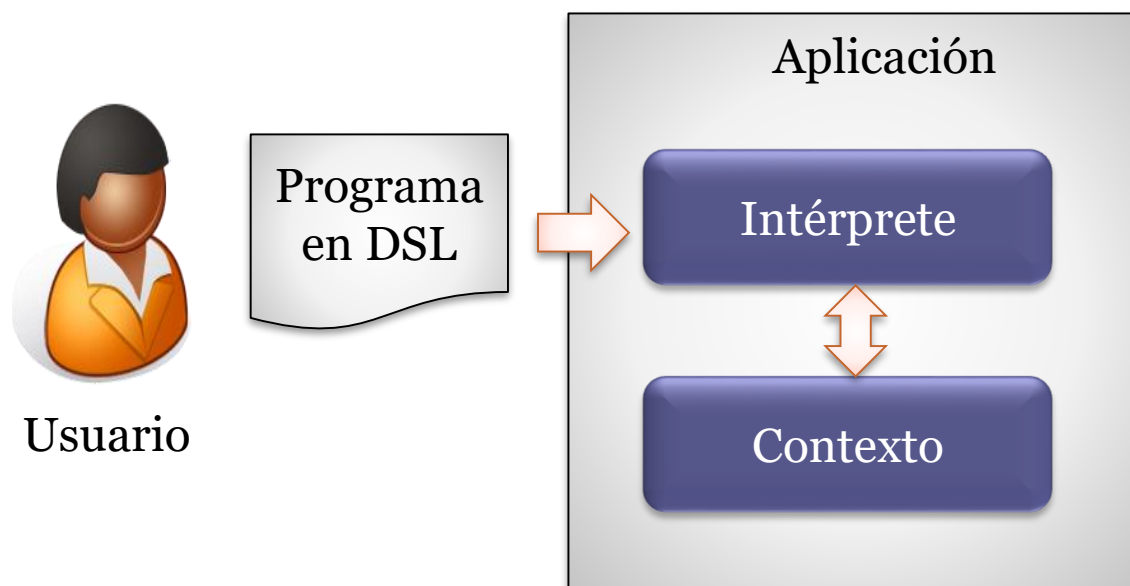 Aplicación
Programa
en DSL
Intérprete
Contexto
Usuario